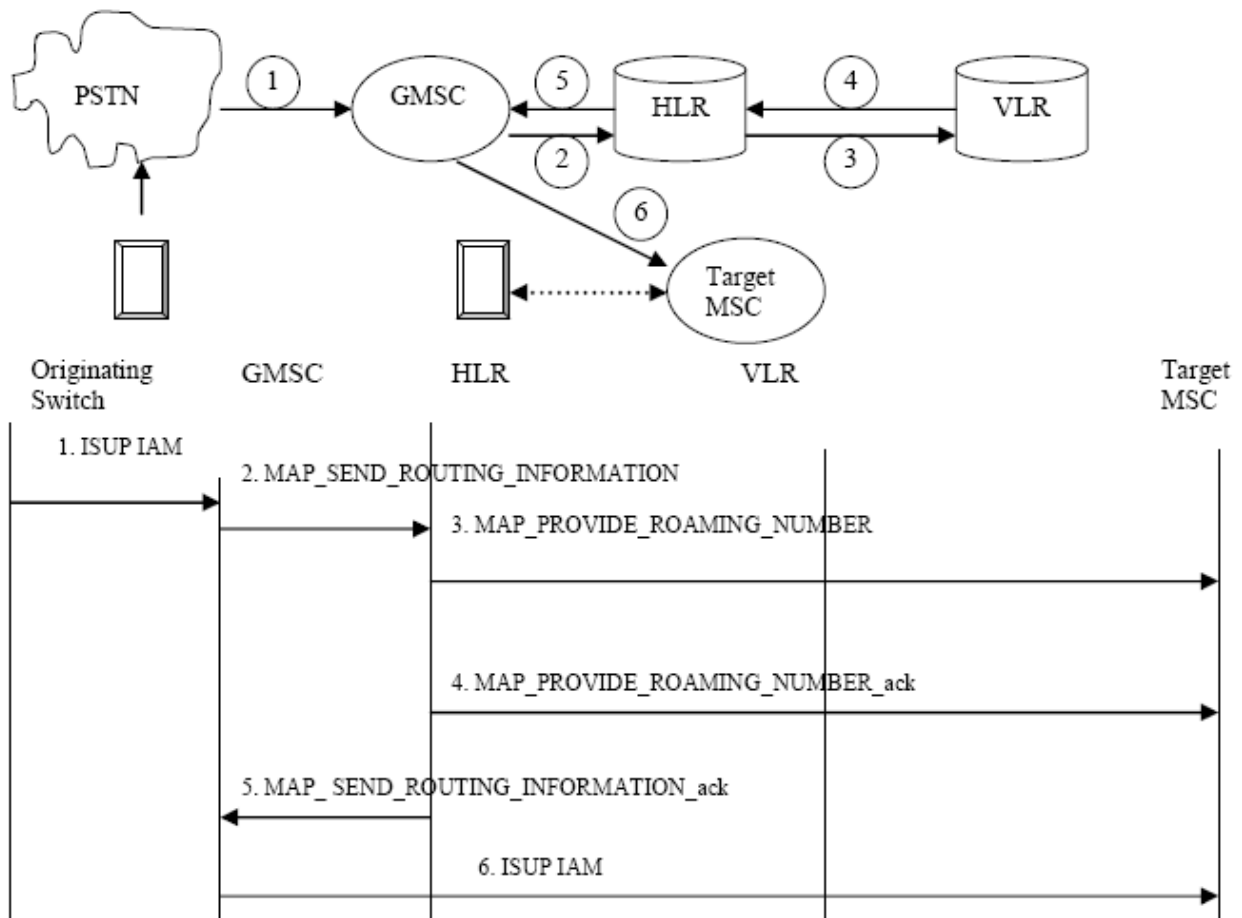 PSTN
1
GMSC
5
HLR
4
VLR
2
3
6
Target
MSC
Originating
Switch
GMSC
HLR
VLR
Target
MSC
1. ISUP IAM
2. MAP_SEND_ROUTING_INFORMATION
3. MAP_PROVIDE_ROAMING_NUMBER
4. MAP_PROVIDE_ROAMING_NUMBER_ack
5. MAP_ SEND_ROUTING_INFORMATION_ack
6. ISUP IAM